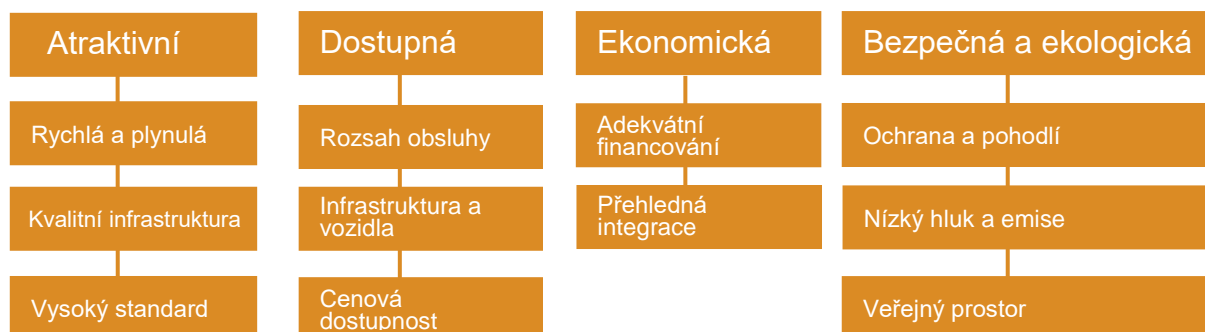 Atraktivní
Rychlá a plynulá
Kvalitní infrastruktura
Vysoký standard
Dostupná
Rozsah obsluhy
Infrastruktura a
vozidla
Cenová
dostupnost
Ekonomická
Adekvátní
financování
Přehledná
integrace
Bezpečná a ekologická
Ochrana a pohodlí
Nízký hluk a emise
Veřejný prostor